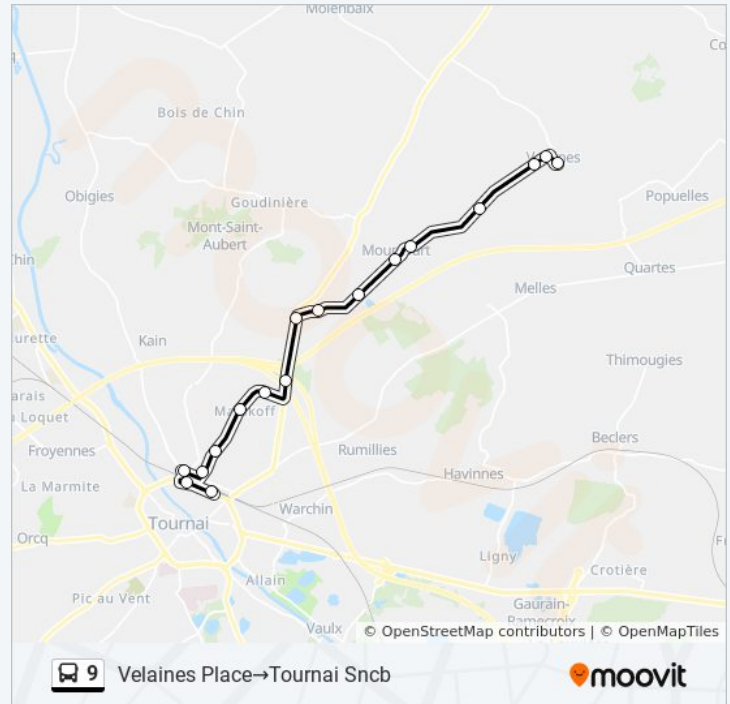 Molenbaix
Bois de Chin
Obigies
Goudinière
Popuelles
Mont-Saint-
Aubert
Quartes
Melles
Kain
Thimougies
Froyennes
Rumillies
Beclers
La Marmite
Havinnes
Warchin
Tournai
Orcq
Ligny
Crotière
Allain
Pic au Vent
Gaurain-
Ramecroix
Vaulx
© OpenStreetMap contributors | © OpenMapTiles
9 Velaines Place→Tournai Sncb
moovit